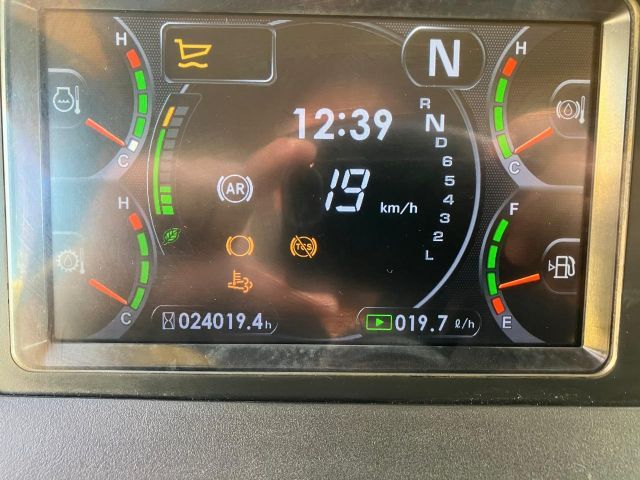 H
N
H
R
12:39
N
D
C
6
C
AR
19 km/h
5
4
H
3
F
TCS
2
L
C
024019.4h
019.7 ℓ/h
E